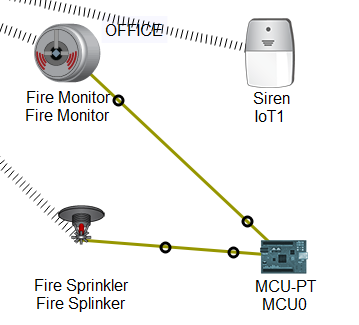 OFFICE
Fire Monitor
Fire Monitor
Siren
IoT1
Fire Sprinkler
Fire Splinker
MCU-PT
MCU0